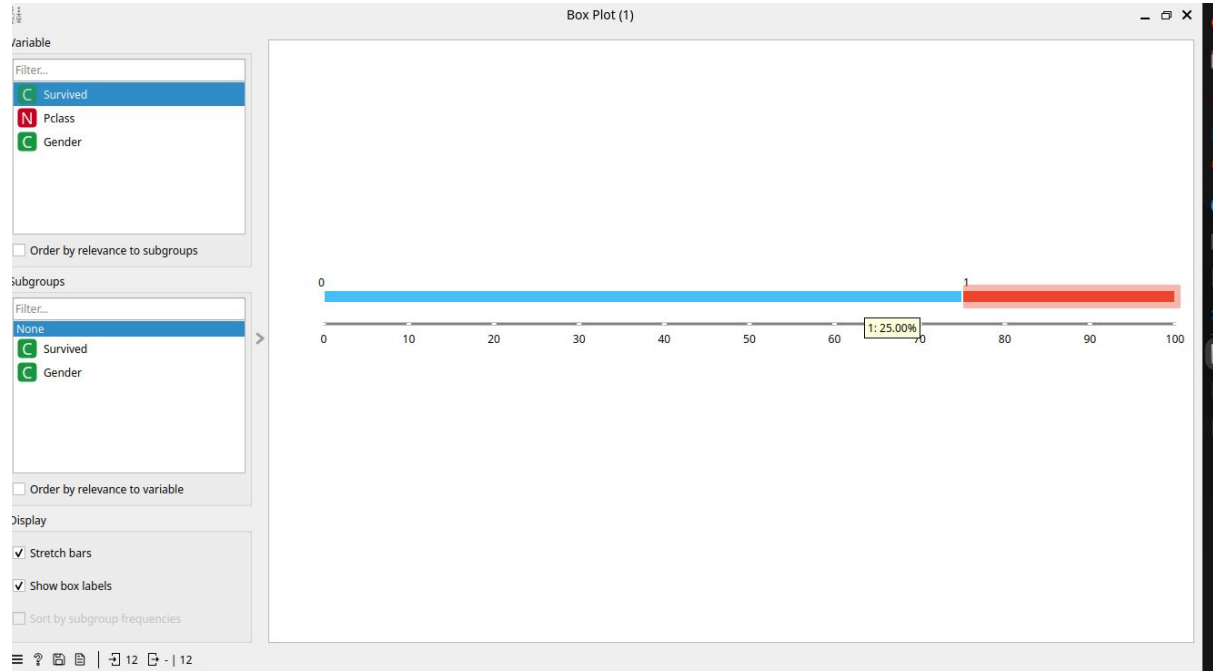 Box Plot (1)
Variable
Filter...
C Survived
N Pclass
C Gender
Order by relevance to subgroups
Subgroups
Filter...
None
C Survived
C Gender
Order by relevance to variable
Display
Stretch bars
Show box labels
Sort by subgroup frequencies
0 1
1: 25.00%
0 10 20 30 40 50 60 70 80 90 100
? 12 - | 12